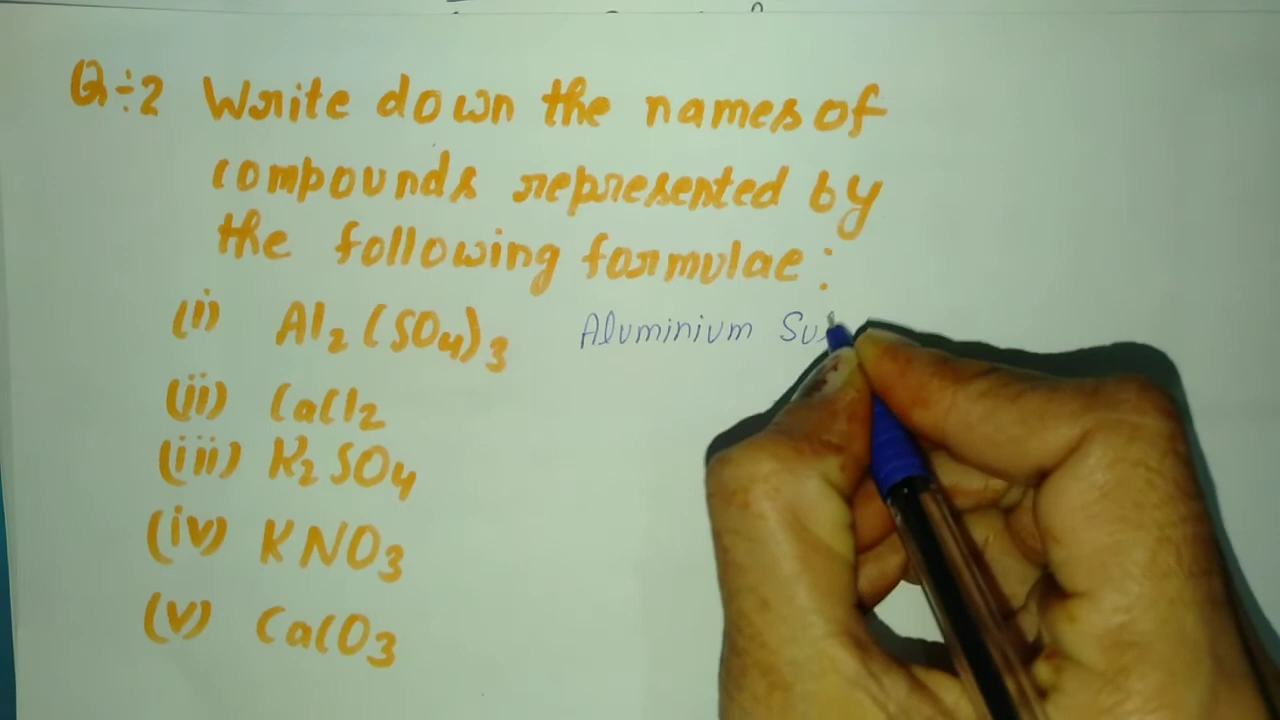 Q÷2 Write down the names of
compounds represented by
the following formulae:
(i) Al₂(SO₄)₃ Aluminium Sul
(ii) CaCl₂
(iii) K₂SO₄
(iv) KNO₃
(v) CaCO₃